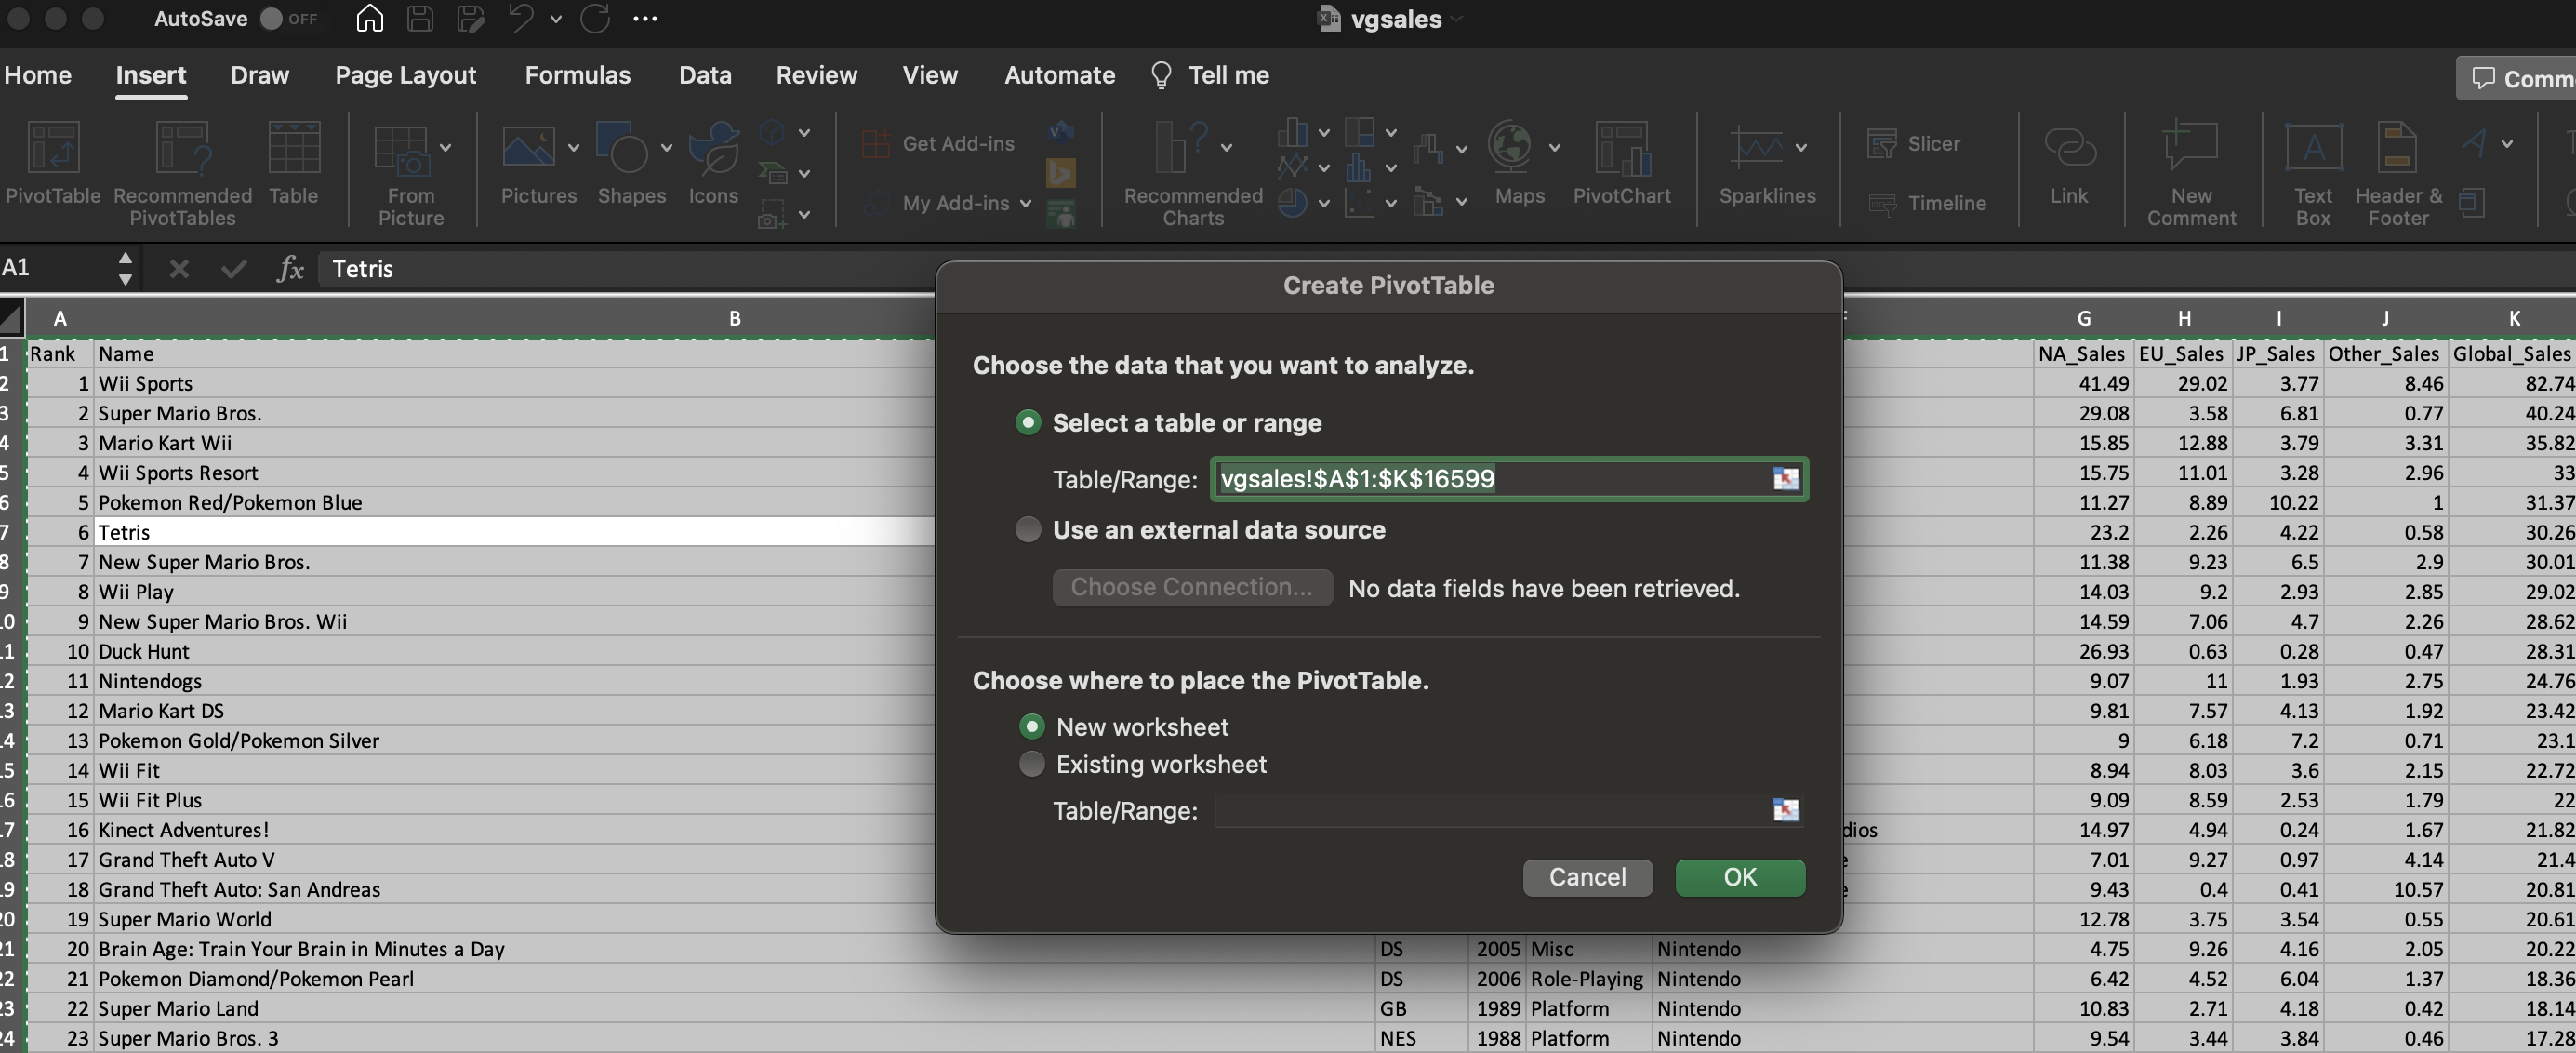 AutoSave OFF vgsales
Home Insert Draw Page Layout Formulas Data Review View Automate Tell me
PivotTable Recommended PivotTables Table From Picture Pictures Shapes Icons Get Add-ins My Add-ins Recommended Charts Maps PivotChart Sparklines Slicer Timeline Link New Comment Text Box Header & Footer
A1 fx Tetris
A B G H I J K
Create PivotTable
Choose the data that you want to analyze.
Select a table or range
Table/Range: vgsales!$A$1:$K$16599
Use an external data source
Choose Connection... No data fields have been retrieved.
Choose where to place the PivotTable.
New worksheet
Existing worksheet
Table/Range:
Cancel OK
1 Rank Name NA_Sales EU_Sales JP_Sales Other_Sales Global_Sales
2 1 Wii Sports 41.49 29.02 3.77 8.46 82.74
3 2 Super Mario Bros. 29.08 3.58 6.81 0.77 40.24
4 3 Mario Kart Wii 15.85 12.88 3.79 3.31 35.82
5 4 Wii Sports Resort 15.75 11.01 3.28 2.96 33
6 5 Pokemon Red/Pokemon Blue 11.27 8.89 10.22 1 31.37
7 6 Tetris 23.2 2.26 4.22 0.58 30.26
8 7 New Super Mario Bros. 11.38 9.23 6.5 2.9 30.01
9 8 Wii Play 14.03 9.2 2.93 2.85 29.02
9 New Super Mario Bros. Wii 14.59 7.06 4.7 2.26 28.62
10 Duck Hunt 26.93 0.63 0.28 0.47 28.31
11 Nintendogs 9.07 11 1.93 2.75 24.76
12 Mario Kart DS 9.81 7.57 4.13 1.92 23.42
13 Pokemon Gold/Pokemon Silver 9 6.18 7.2 0.71 23.1
14 Wii Fit 8.94 8.03 3.6 2.15 22.72
15 Wii Fit Plus 9.09 8.59 2.53 1.79 22
16 Kinect Adventures! dios 14.97 4.94 0.24 1.67 21.82
17 Grand Theft Auto V 7.01 9.27 0.97 4.14 21.4
18 Grand Theft Auto: San Andreas 9.43 0.4 0.41 10.57 20.81
19 Super Mario World 12.78 3.75 3.54 0.55 20.61
20 Brain Age: Train Your Brain in Minutes a Day DS 2005 Misc Nintendo 4.75 9.26 4.16 2.05 20.22
21 Pokemon Diamond/Pokemon Pearl DS 2006 Role-Playing Nintendo 6.42 4.52 6.04 1.37 18.36
22 Super Mario Land GB 1989 Platform Nintendo 10.83 2.71 4.18 0.42 18.14
23 Super Mario Bros. 3 NES 1988 Platform Nintendo 9.54 3.44 3.84 0.46 17.28